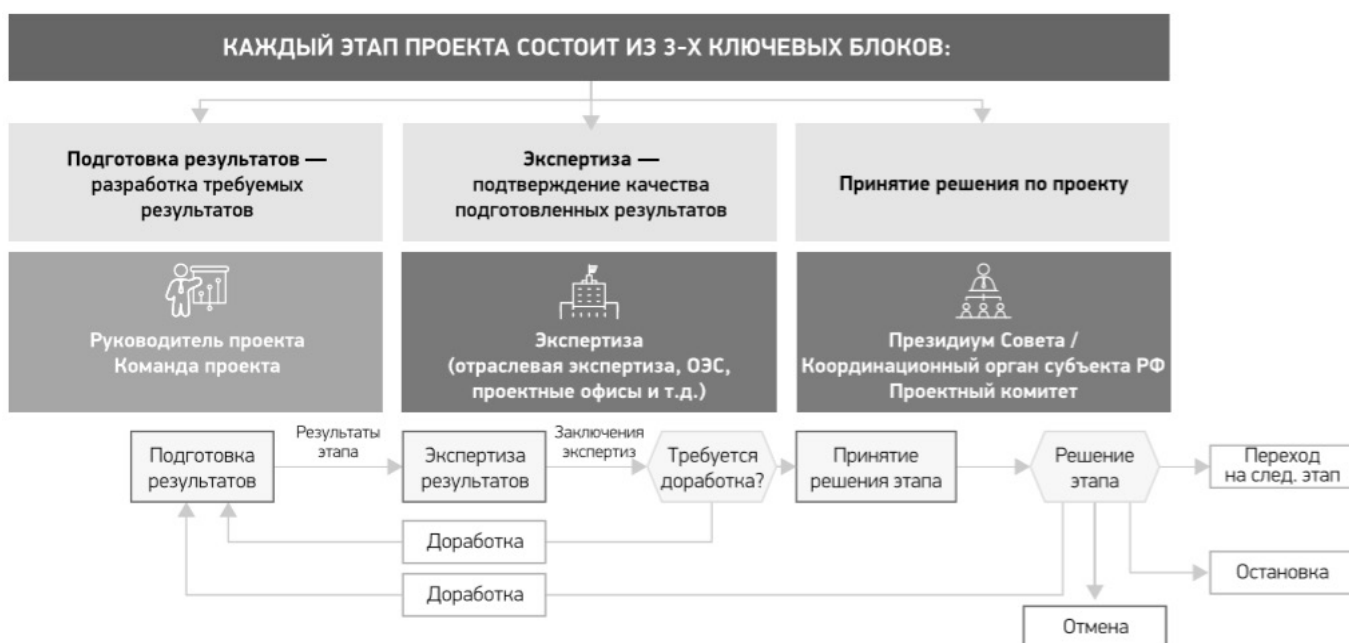 КАЖДЫЙ ЭТАП ПРОЕКТА СОСТОИТ ИЗ 3-Х КЛЮЧЕВЫХ БЛОКОВ:
Подготовка результатов —
разработка требуемых
результатов
Экспертиза —
подтверждение качества
подготовленных результатов
Принятие решения по проекту
Руководитель проекта
Команда проекта
Экспертиза
(отраслевая экспертиза, ОЭС,
проектные офисы и т.д.)
Президиум Совета /
Координационный орган субъекта РФ
Проектный комитет
Подготовка
результатов
Результаты
этапа
Экспертиза
результатов
Заключения
экспертиз
Требуется
доработка?
Принятие
решения этапа
Решение
этапа
Переход
на след. этап
Доработка
Доработка
Остановка
Отмена